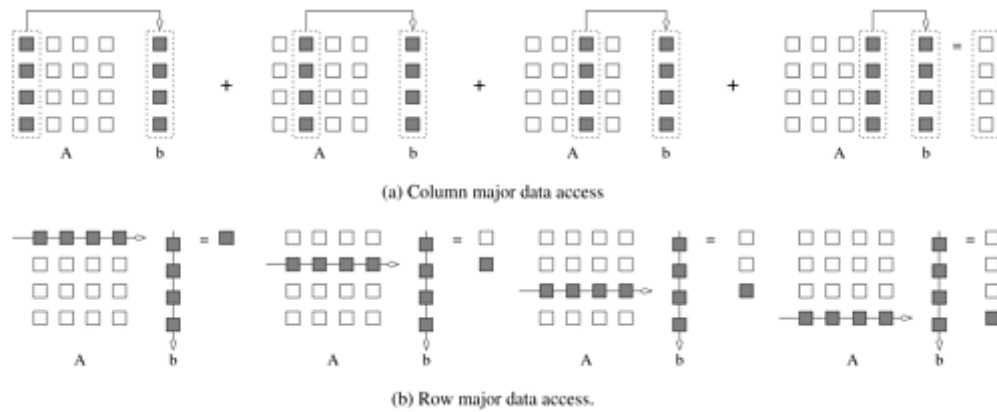 + + + =
A b A b A b A b
(a) Column major data access
= = = =
A b A b A b A b
(b) Row major data access.